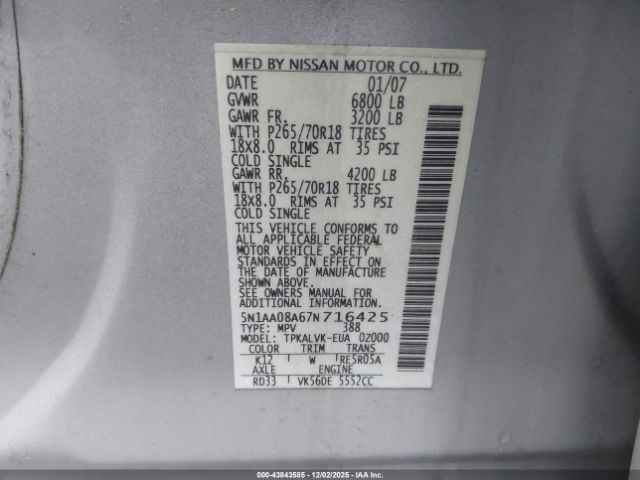 MFD BY NISSAN MOTOR CO., LTD.
DATE 01/07
GVWR 6800 LB
GAWR FR. 3200 LB
WITH P265/70R18 TIRES
18X8.0 RIMS AT 35 PSI
COLD SINGLE
GAWR RR. 4200 LB
WITH P265/70R18 TIRES
18X8.0 RIMS AT 35 PSI
COLD SINGLE
THIS VEHICLE CONFORMS TO
ALL APPLICABLE FEDERAL
MOTOR VEHICLE SAFETY
STANDARDS IN EFFECT ON
THE DATE OF MANUFACTURE
SHOWN ABOVE.
SEE OWNERS MANUAL FOR
ADDITIONAL INFORMATION.
5N1AA08A67N716425
TYPE: MPV 388
MODEL: TPKALVK-EUA 0Z000
COLOR TRIM TRANS
K12 W RE5R05A
AXLE ENGINE
RD33 VK56DE 5552CC
000-43843585 • 12/02/2025 • IAA Inc.